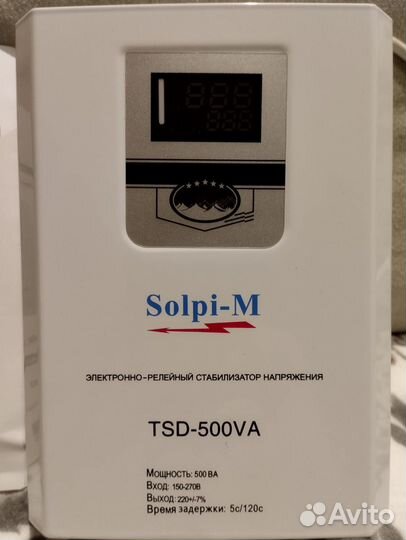 Solpi-M
ЭЛЕКТРОННО-РЕЛЕЙНЫЙ СТАБИЛИЗАТОР НАПРЯЖЕНИЯ
TSD-500VA
Мощность: 500 ВА
Вход: 150-270В
Выход: 220+/-7%
Время задержки: 5с/120с
Avito